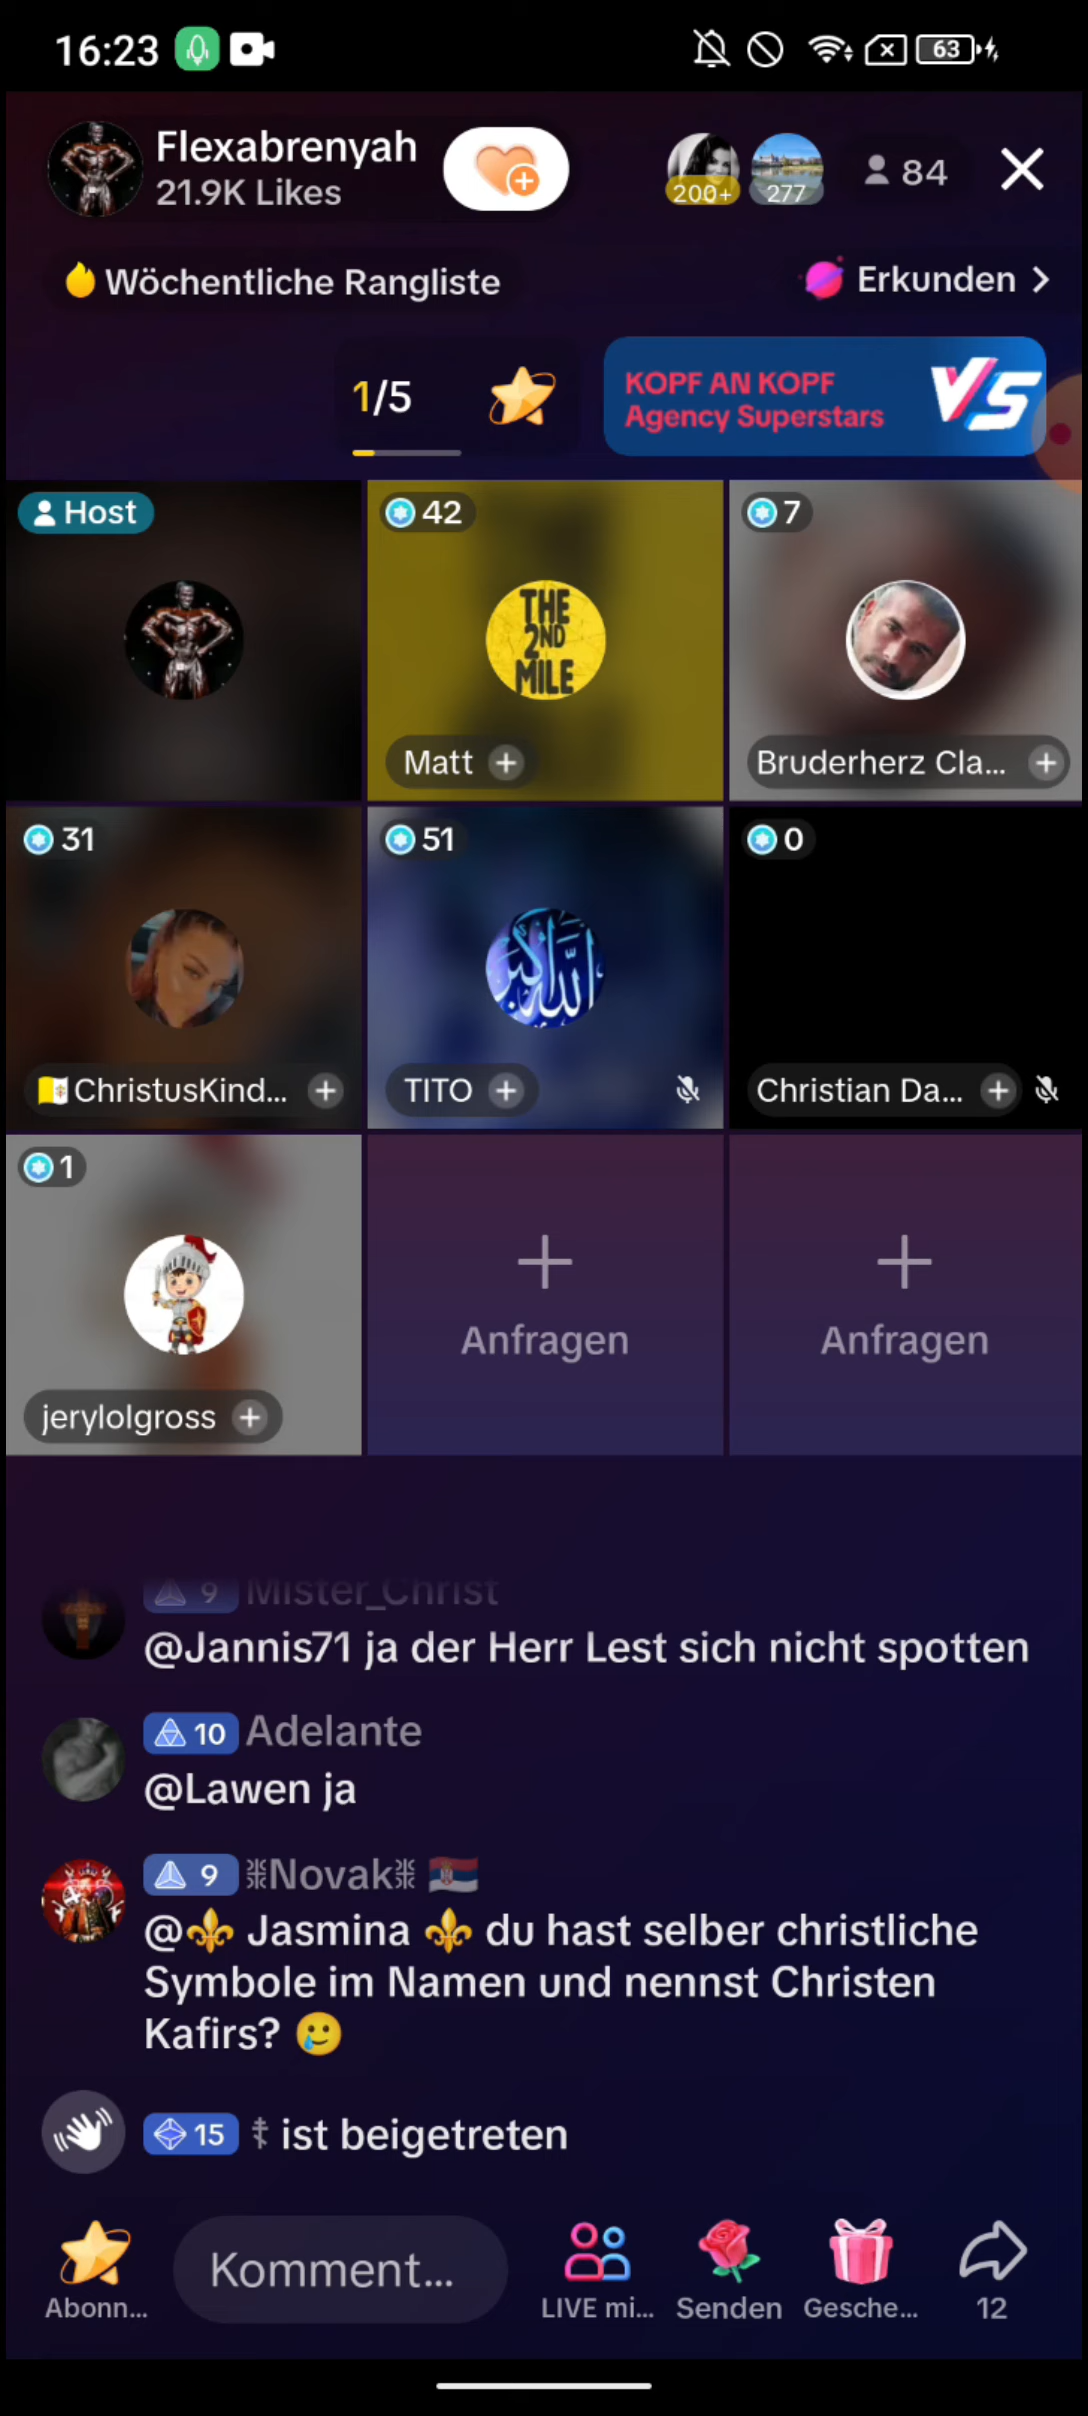 16:23
63
Flexabrenyah
21.9K Likes
200+
277
84
Wöchentliche Rangliste
Erkunden
1/5
KOPF AN KOPF
Agency Superstars
VS
Host
42
7
THE
2ND
MILE
Matt
Bruderherz Cla...
31
51
0
الله اكبر
ChristusKind...
TITO
Christian Da...
1
jerylolgross
Anfragen
Anfragen
9 Mister_Christ
@Jannis71 ja der Herr Lest sich nicht spotten
10 Adelante
@Lawen ja
9 ⵣNovakⵣ 🇷🇸
@⚜️ Jasmina ⚜️ du hast selber christliche
Symbole im Namen und nennst Christen
Kafirs? 🥲
15 ☦ ist beigetreten
Komment...
Abonn...
LIVE mi...
Senden
Gesche...
12